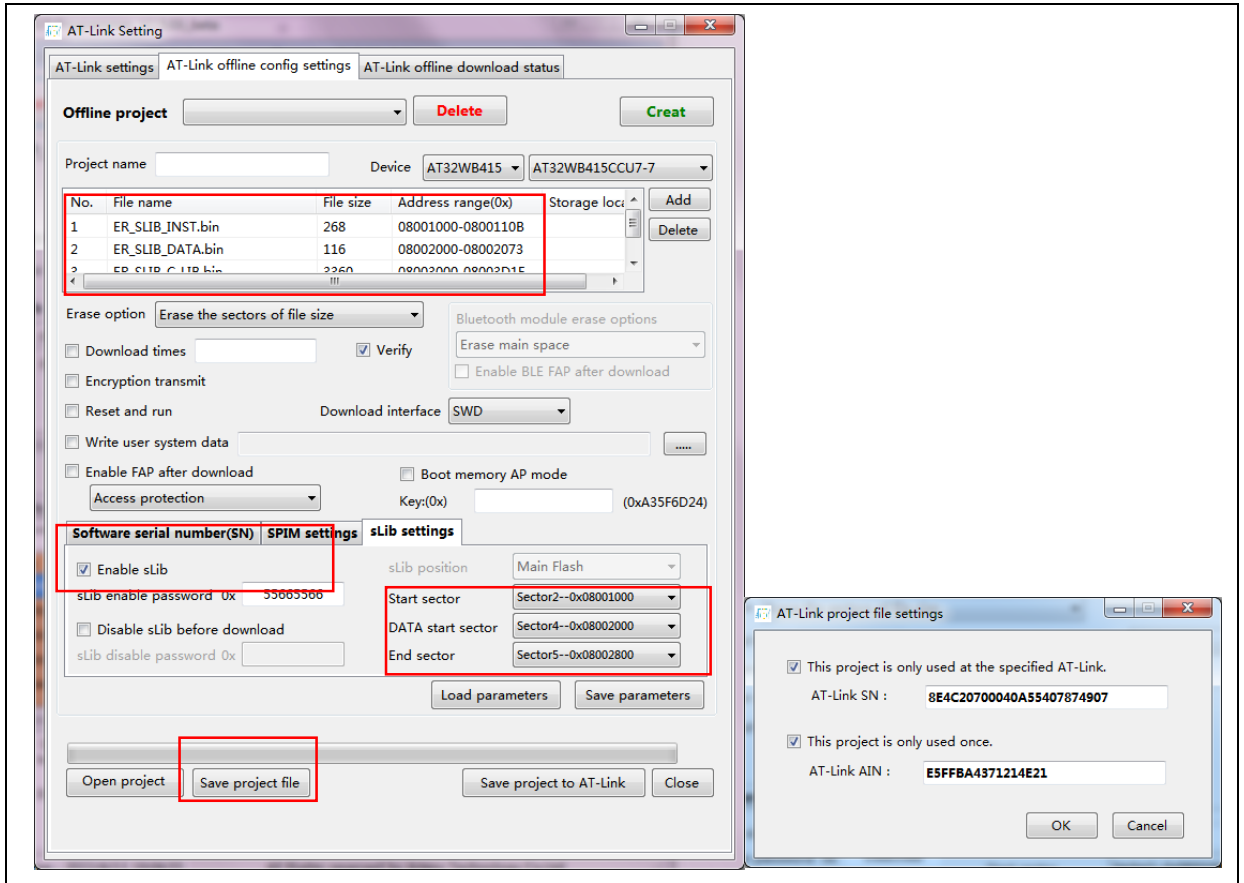 AT-Link Setting
AT-Link settings AT-Link offline config settings AT-Link offline download status
Offline project Delete Creat
Project name Device AT32WB415 AT32WB415CCU7-7
No. File name File size Address range(0x) Storage loca
1 ER_SLIB_INST.bin 268 08001000-0800110B
2 ER_SLIB_DATA.bin 116 08002000-08002073
3 ER_SLIB_C_LIB.bin 3360 08003000-08003D1F
Add
Delete
Erase option Erase the sectors of file size
Bluetooth module erase options
Download times Verify Erase main space
Enable BLE FAP after download
Encryption transmit
Reset and run Download interface SWD
Write user system data .....
Enable FAP after download Boot memory AP mode
Access protection Key:(0x) (0xA35F6D24)
Software serial number(SN) SPIM settings sLib settings
Enable sLib sLib position Main Flash
sLib enable password 0x 55665566 Start sector Sector2--0x08001000
Disable sLib before download DATA start sector Sector4--0x08002000
sLib disable password 0x End sector Sector5--0x08002800
Load parameters Save parameters
Open project Save project file Save project to AT-Link Close
AT-Link project file settings
This project is only used at the specified AT-Link.
AT-Link SN : 8E4C20700040A55407874907
This project is only used once.
AT-Link AIN : E5FFBA4371214E21
OK Cancel